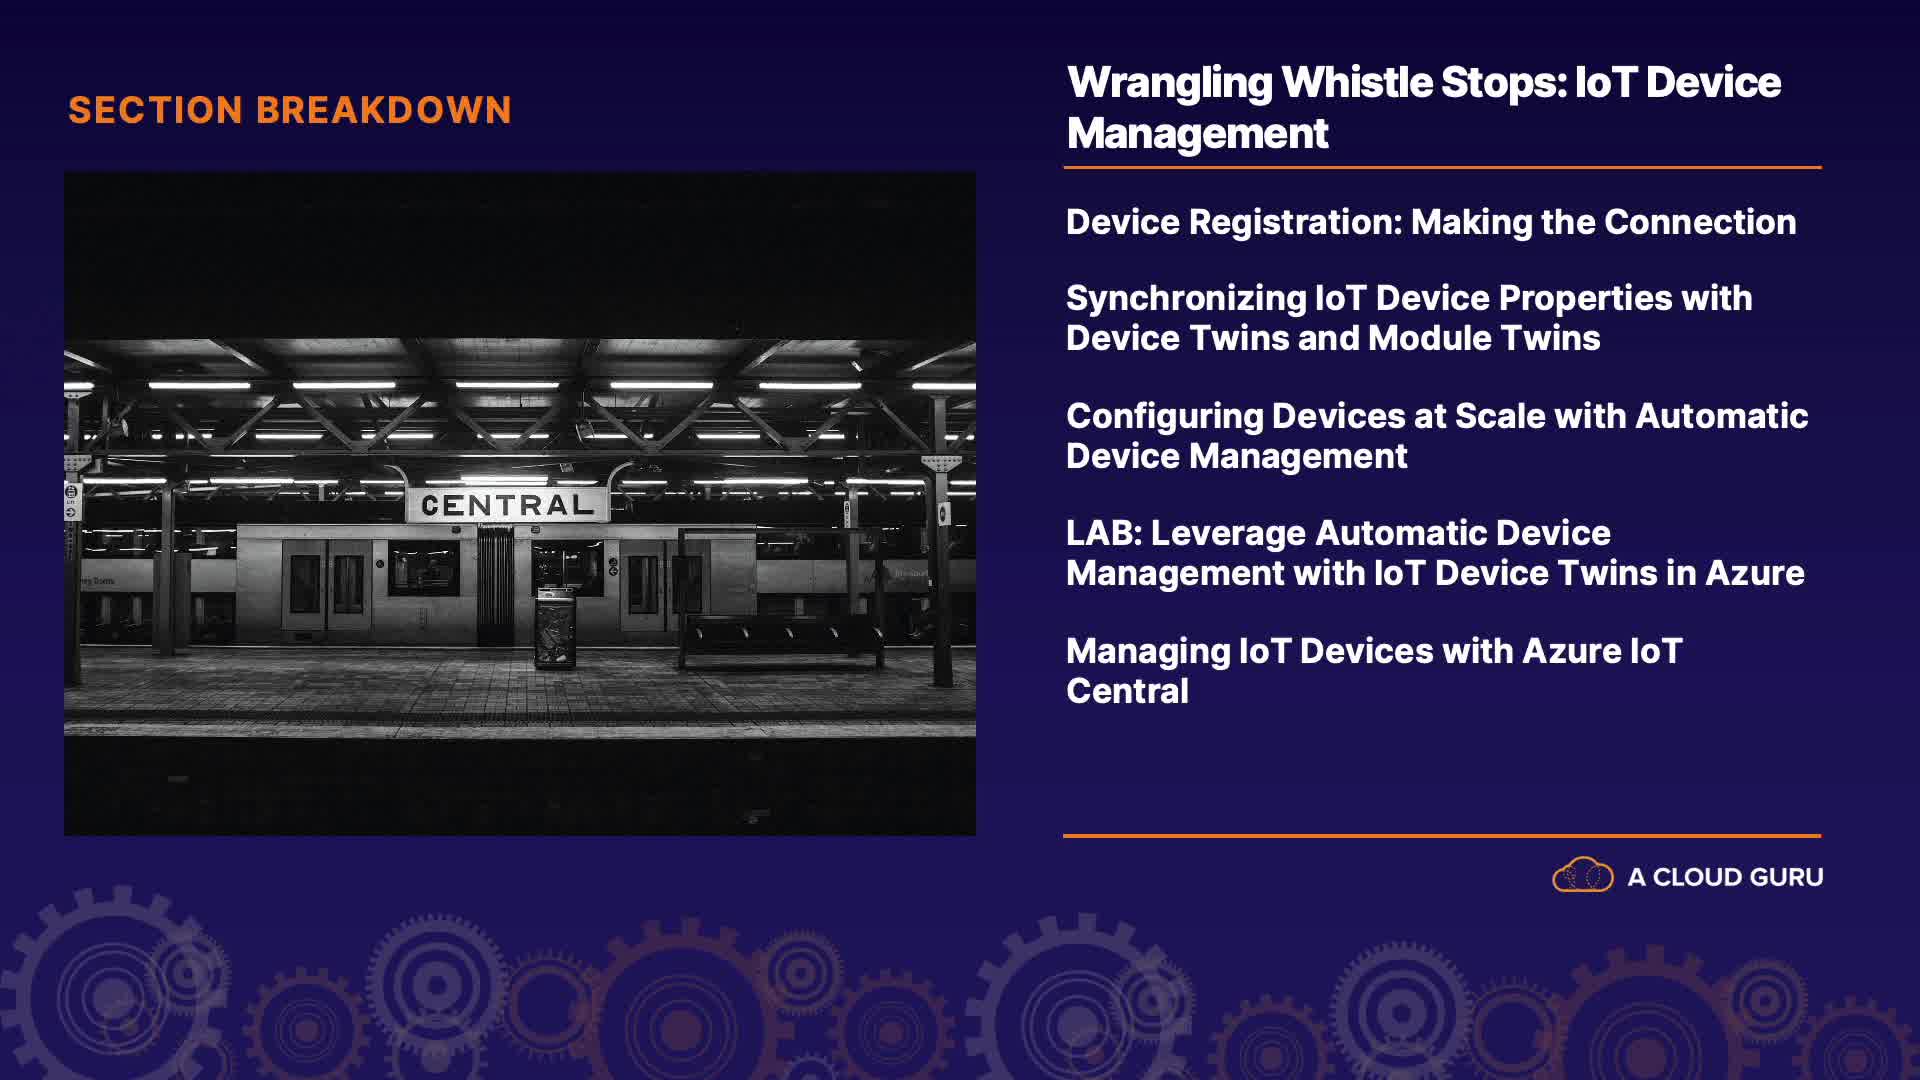 SECTION BREAKDOWN
CENTRAL
Wrangling Whistle Stops: IoT Device
Management
Device Registration: Making the Connection
Synchronizing IoT Device Properties with
Device Twins and Module Twins
Configuring Devices at Scale with Automatic
Device Management
LAB: Leverage Automatic Device
Management with IoT Device Twins in Azure
Managing IoT Devices with Azure IoT
Central
A CLOUD GURU